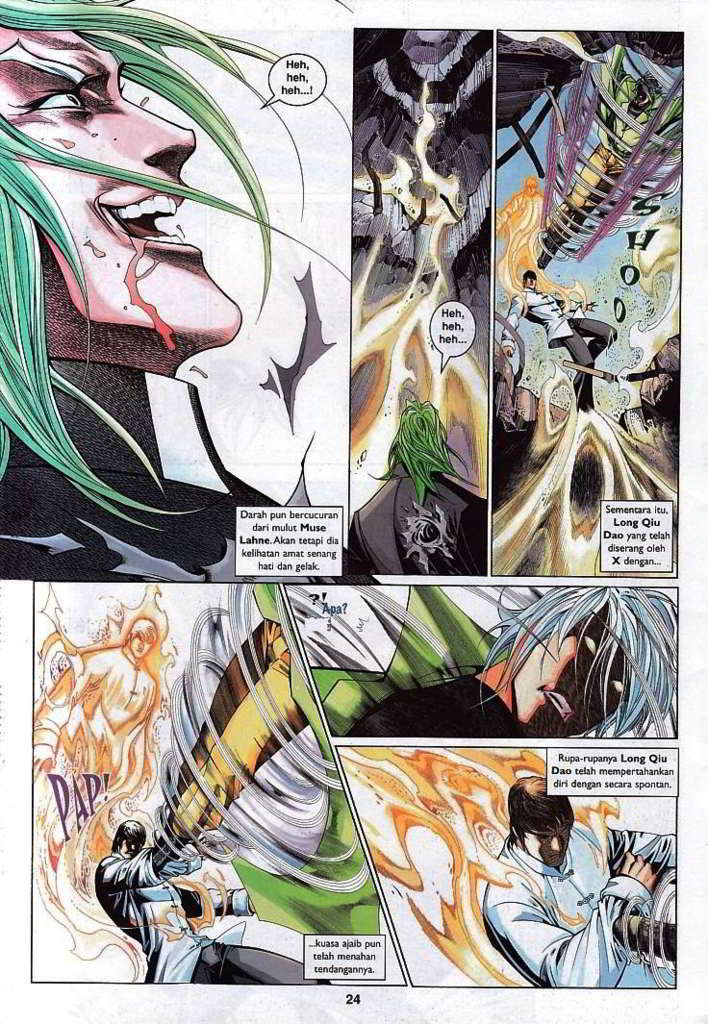 Heh,
heh,
heh...!
Darah pun bercucuran
dari mulut Muse
Lahne. Akan tetapi dia
kelihatan amat senang
hati dan gelak.
Heh,
heh,
heh...
SHOO
Sementara itu,
Long Qiu
Dao yang telah
diserang oleh
X dengan...
PAP!
...kuasa ajaib pun
telah menahan
tendangannya.
?!
Apa?
Rupa-rupanya Long Qiu
Dao telah mempertahankan
diri dengan secara spontan.
24